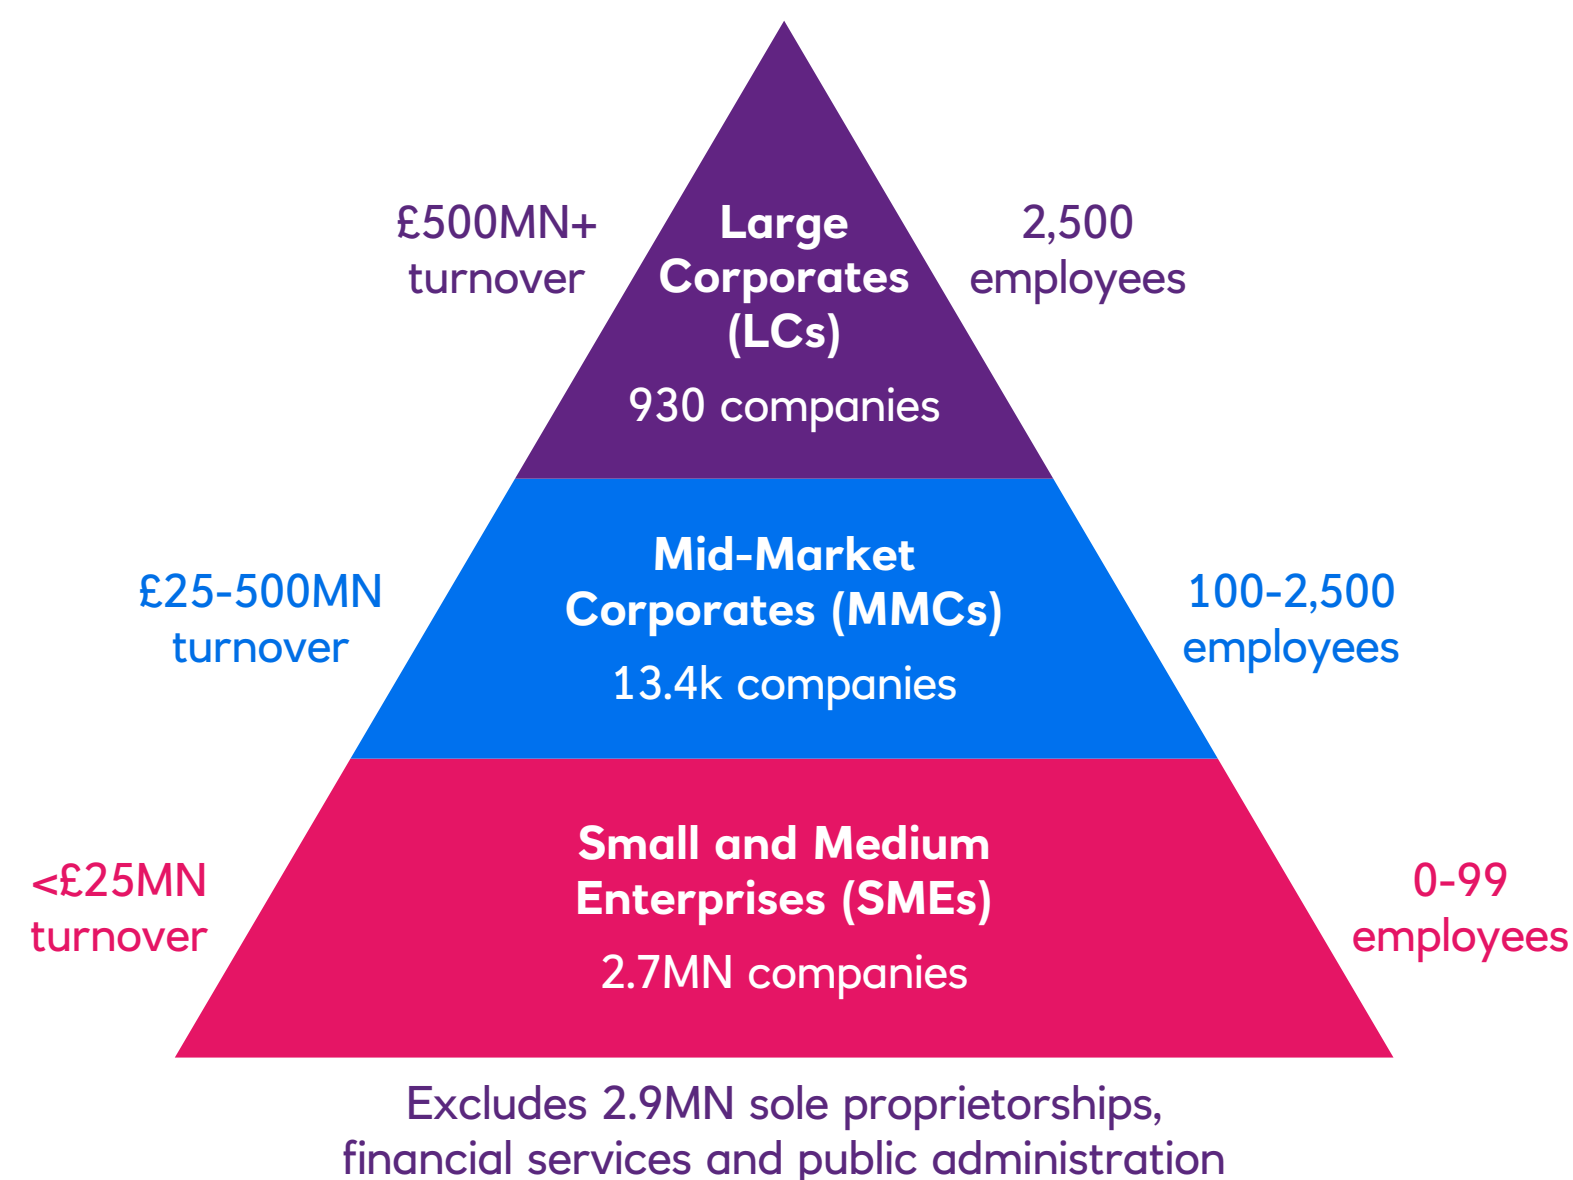 £500MN+
turnover
Large
Corporates
(LCs)
930 companies
2,500
employees
£25-500MN
turnover
Mid-Market
Corporates (MMCs)
13.4k companies
100-2,500
employees
<£25MN
turnover
Small and Medium
Enterprises (SMEs)
2.7MN companies
0-99
employees
Excludes 2.9MN sole proprietorships,
financial services and public administration